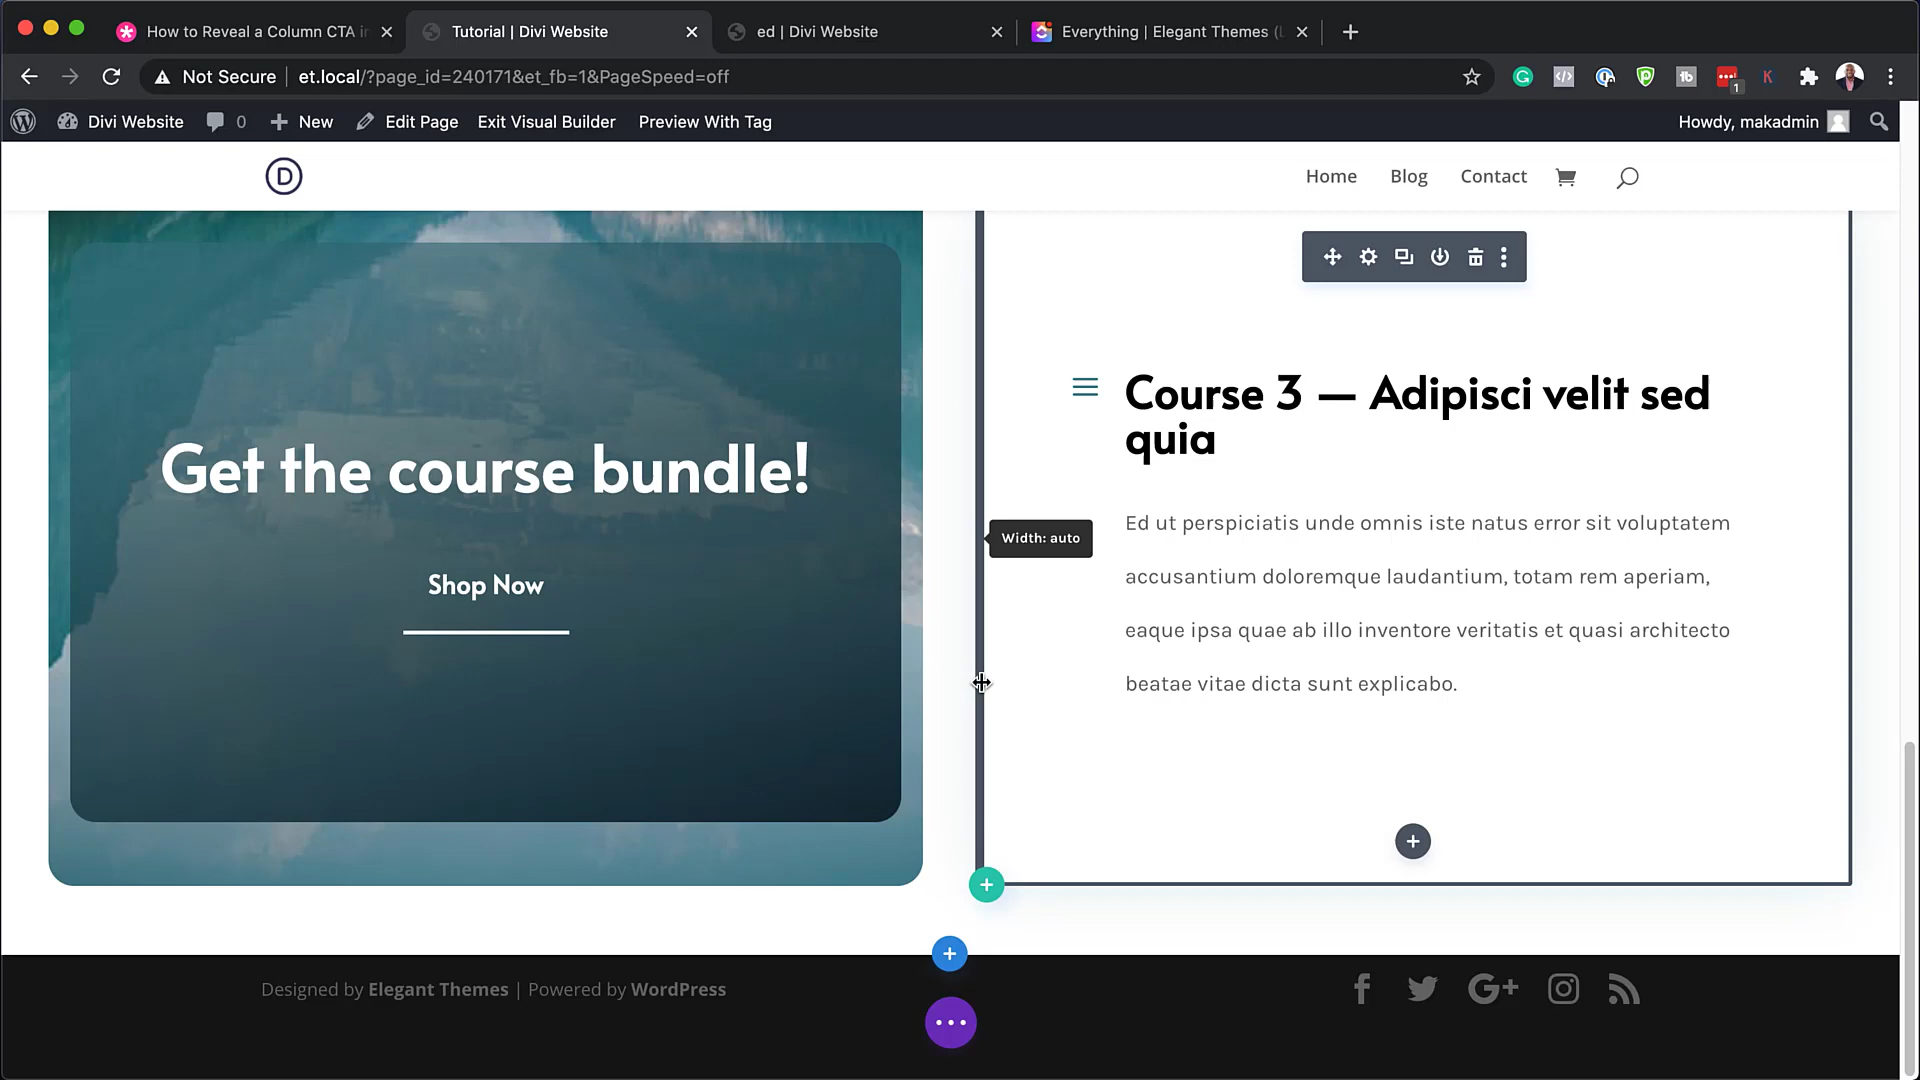 How to Reveal a Column CTA i
Tutorial | Divi Website
ed | Divi Website
Everything | Elegant Themes (
Not Secure
et.local/?page_id=240171&et_fb=1&PageSpeed=off
1
Divi Website
0
New
Edit Page
Exit Visual Builder
Preview With Tag
Howdy, makadmin
D
Home
Blog
Contact
Get the course bundle!
Shop Now
Course 3 — Adipisci velit sed
quia
Width: auto
Ed ut perspiciatis unde omnis iste natus error sit voluptatem
accusantium doloremque laudantium, totam rem aperiam,
eaque ipsa quae ab illo inventore veritatis et quasi architecto
beatae vitae dicta sunt explicabo.
Designed by Elegant Themes | Powered by WordPress